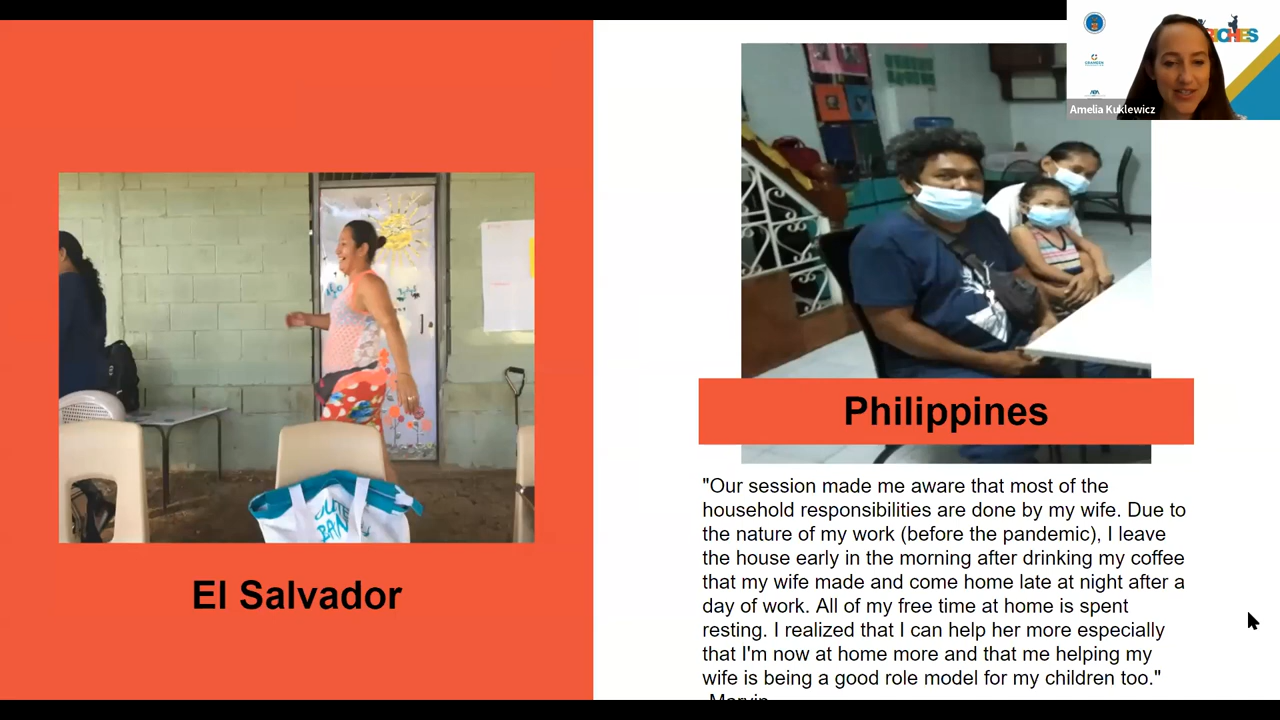 El Salvador
Philippines
"Our session made me aware that most of the
household responsibilities are done by my wife. Due to
the nature of my work (before the pandemic), I leave
the house early in the morning after drinking my coffee
that my wife made and come home late at night after a
day of work. All of my free time at home is spent
resting. I realized that I can help her more especially
that I'm now at home more and that me helping my
wife is being a good role model for my children too."
Amelia Kuklewicz